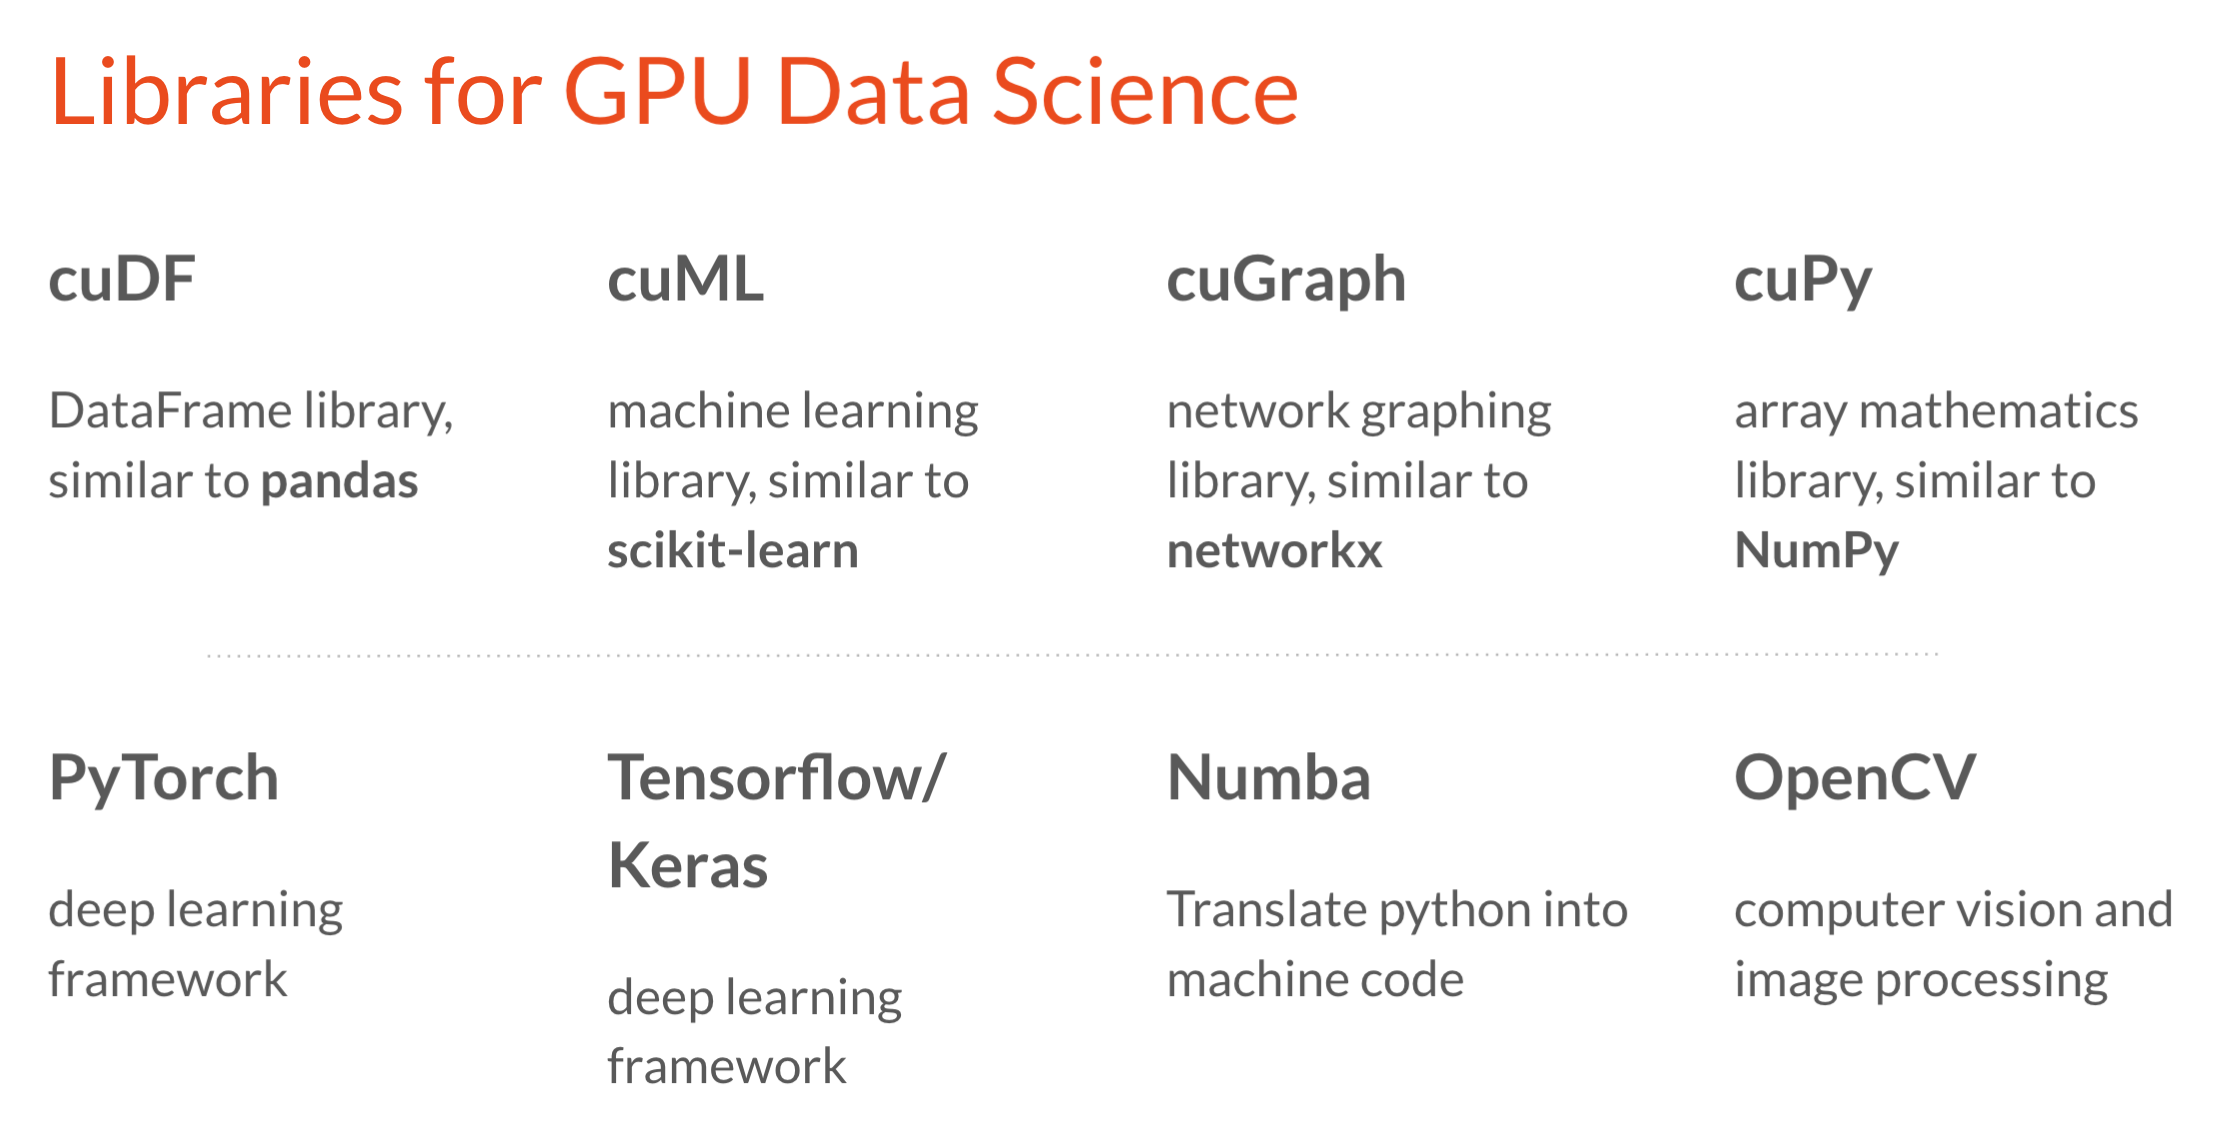 Libraries for GPU Data Science
cuDF
DataFrame library,
similar to pandas
cuML
machine learning
library, similar to
scikit-learn
cuGraph
network graphing
library, similar to
networkx
cuPy
array mathematics
library, similar to
NumPy
PyTorch
deep learning
framework
Tensorflow/
Keras
deep learning
framework
Numba
Translate python into
machine code
OpenCV
computer vision and
image processing